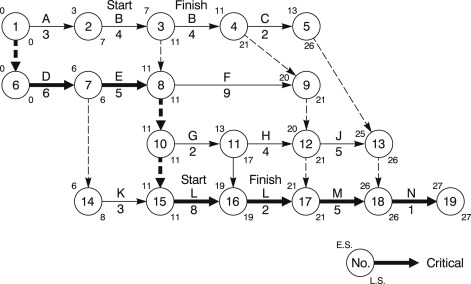 Start Finish
0 3 7 11 13
A B B C
1 2 3 4 5
3 4 4 2
0 7 11 21 26
0 6 11 20
D E F
6 7 8 9
6 5 9
0 6 11 21
11 13 20 25
G H J
10 11 12 13
2 4 5
11 17 21 26
Start Finish
6 11 19 21 26 27
K L L M N
14 15 16 17 18 19
3 8 2 5 1
8 11 19 21 26 27
E.S.
No. Critical
L.S.